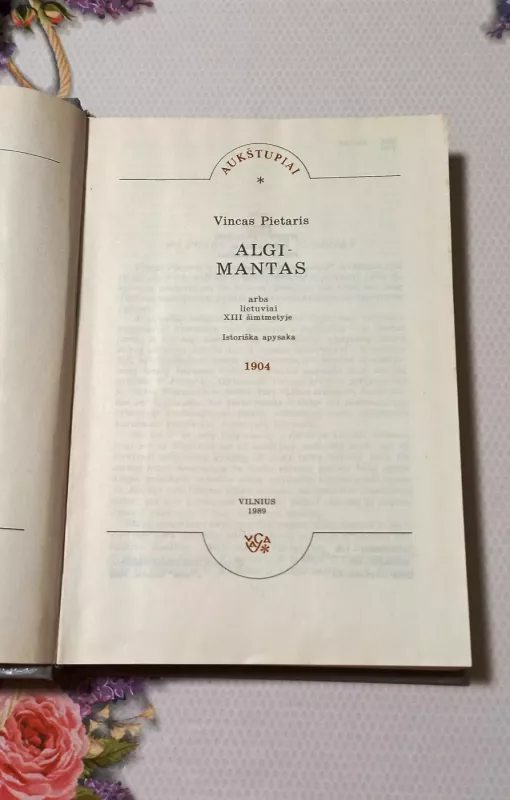 AUKŠTUPIAI
*
Vincas Pietaris
ALGI-
MANTAS
arba
lietuviai
XIII šimtmetyje
Istoriška apysaka
1904
VILNIUS
1989